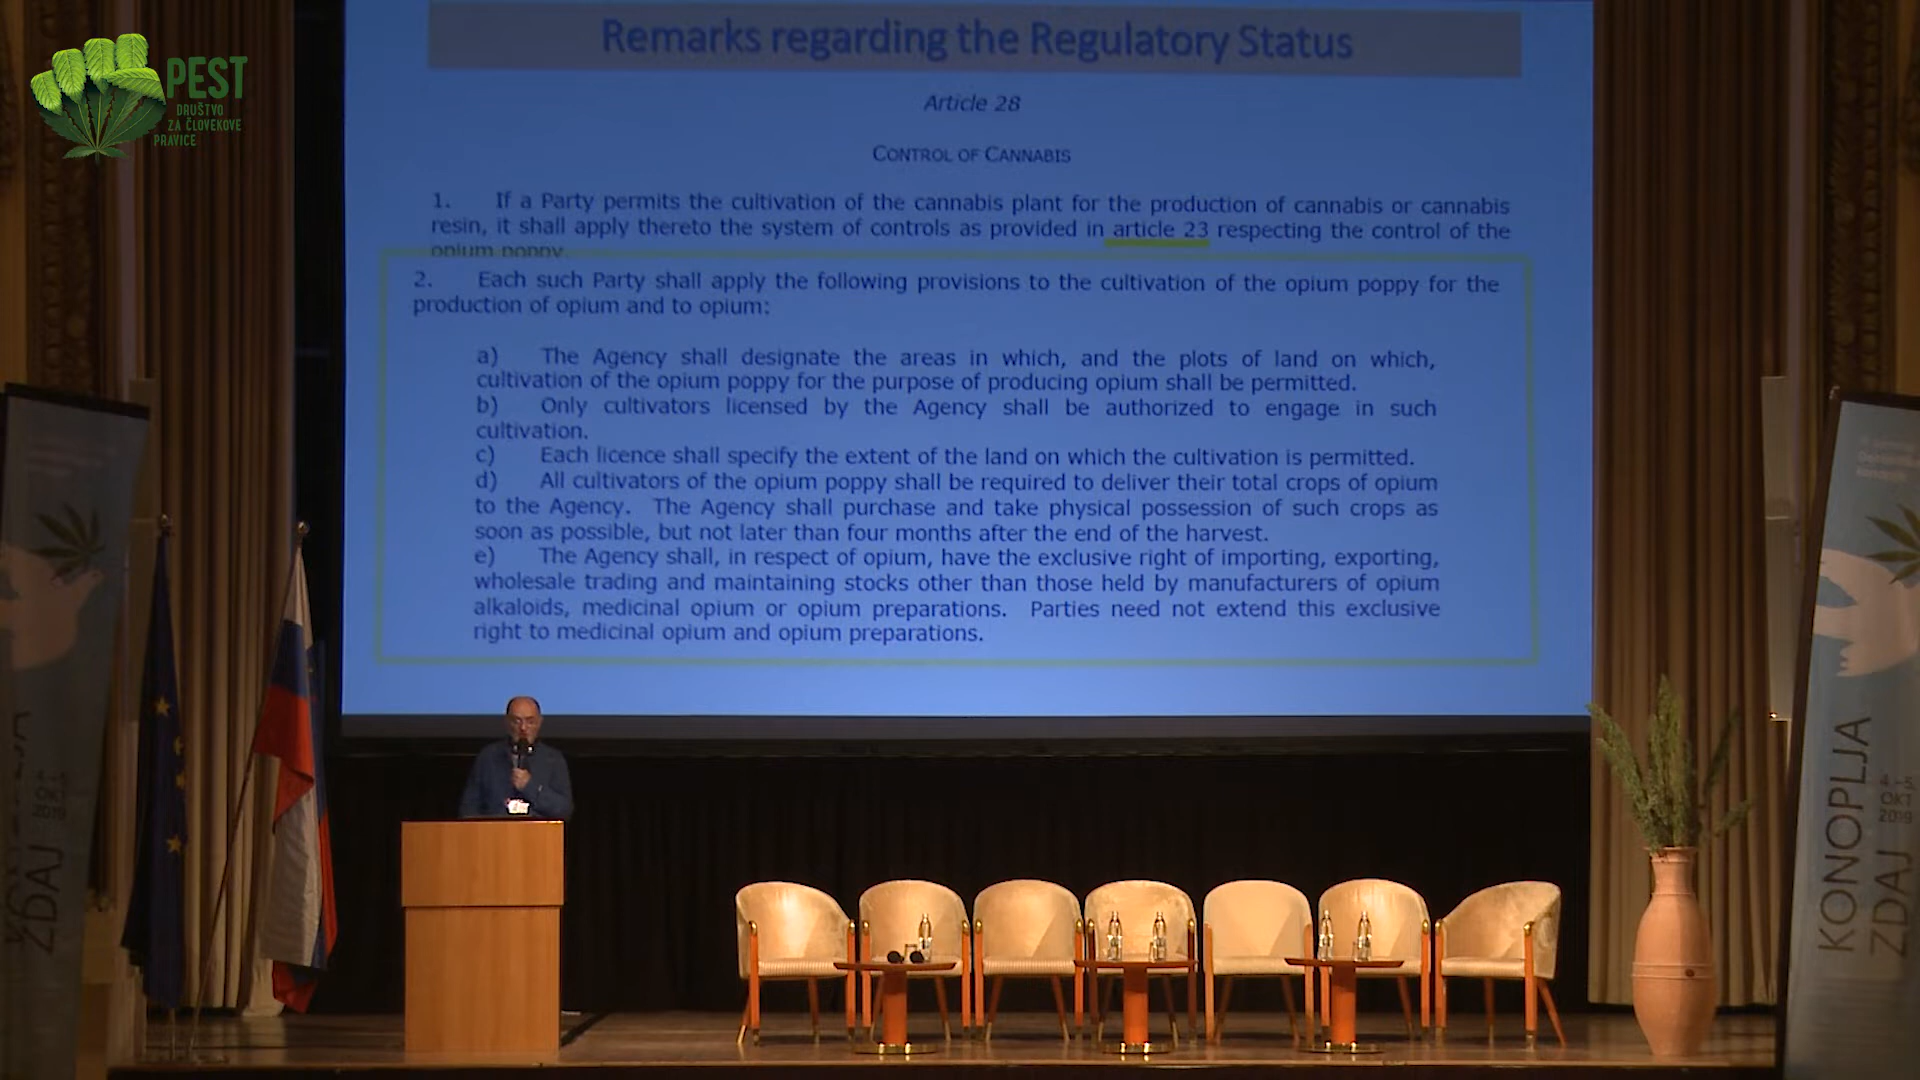 PEST
DRUŠTVO
ZA ČLOVEKOVE
PRAVICE
Remarks regarding the Regulatory Status
Article 28
CONTROL OF CANNABIS
1. If a Party permits the cultivation of the cannabis plant for the production of cannabis or cannabis
resin, it shall apply thereto the system of controls as provided in article 23 respecting the control of the
opium poppy
2. Each such Party shall apply the following provisions to the cultivation of the opium poppy for the
production of opium and to opium:
a) The Agency shall designate the areas in which, and the plots of land on which,
cultivation of the opium poppy for the purpose of producing opium shall be permitted.
b) Only cultivators licensed by the Agency shall be authorized to engage in such
cultivation.
c) Each licence shall specify the extent of the land on which the cultivation is permitted.
d) All cultivators of the opium poppy shall be required to deliver their total crops of opium
to the Agency. The Agency shall purchase and take physical possession of such crops as
soon as possible, but not later than four months after the end of the harvest.
e) The Agency shall, in respect of opium, have the exclusive right of importing, exporting,
wholesale trading and maintaining stocks other than those held by manufacturers of opium
alkaloids, medicinal opium or opium preparations. Parties need not extend this exclusive
right to medicinal opium and opium preparations.
ZDAJ
OKT
2019
KONOPLJA
ZDAJ
4.-5.
OKT
2019